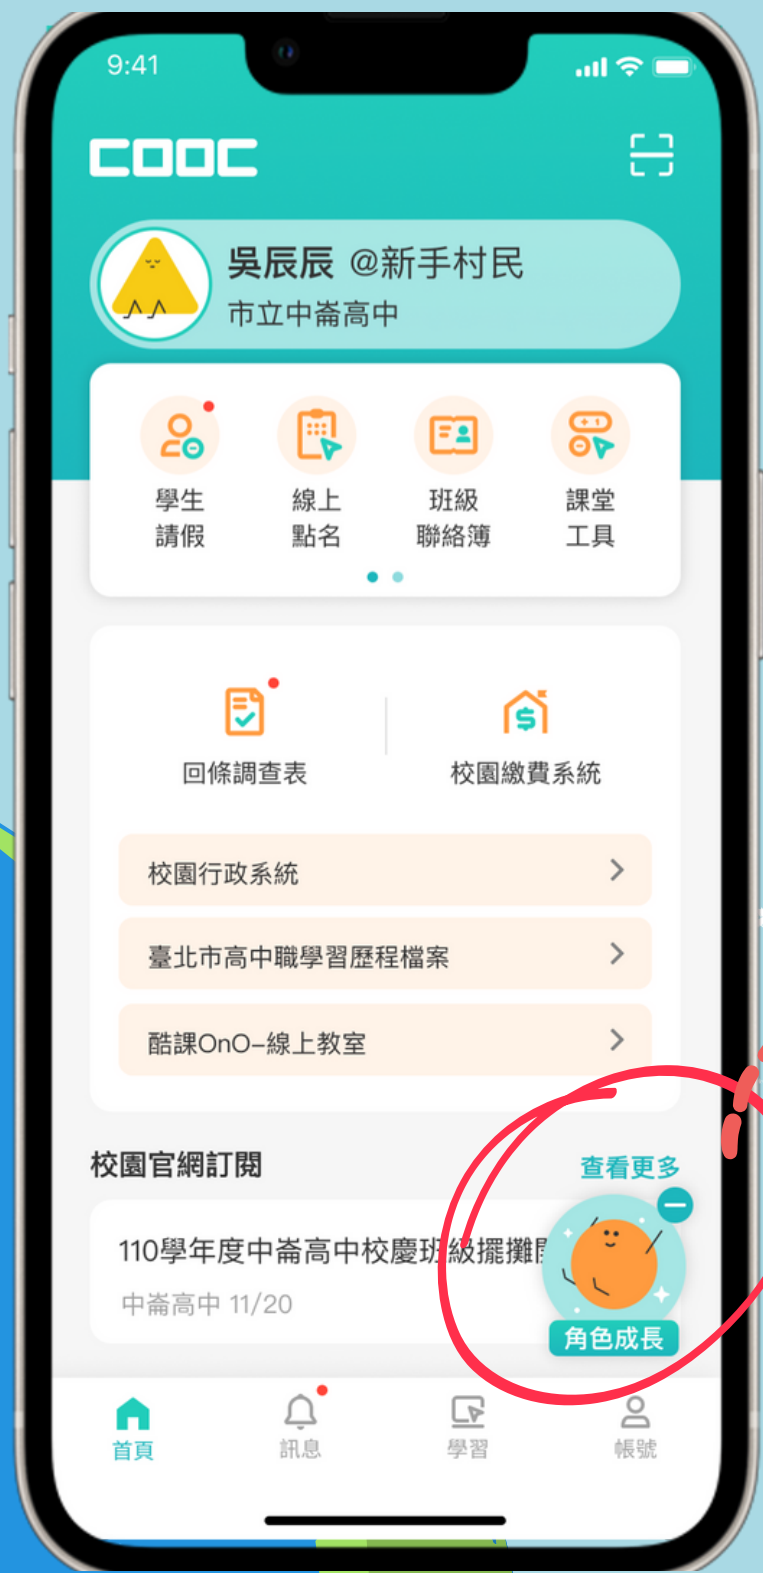 9:41
COOC
吳辰辰 @新手村民
市立中崙高中
學生
請假
線上
點名
班級
聯絡簿
課堂
工具
回條調查表
校園繳費系統
校園行政系統
臺北市高中職學習歷程檔案
酷課OnO-線上教室
校園官網訂閱
查看更多
110學年度中崙高中校慶班級擺攤
中崙高中 11/20
角色成長
首頁
訊息
學習
帳號